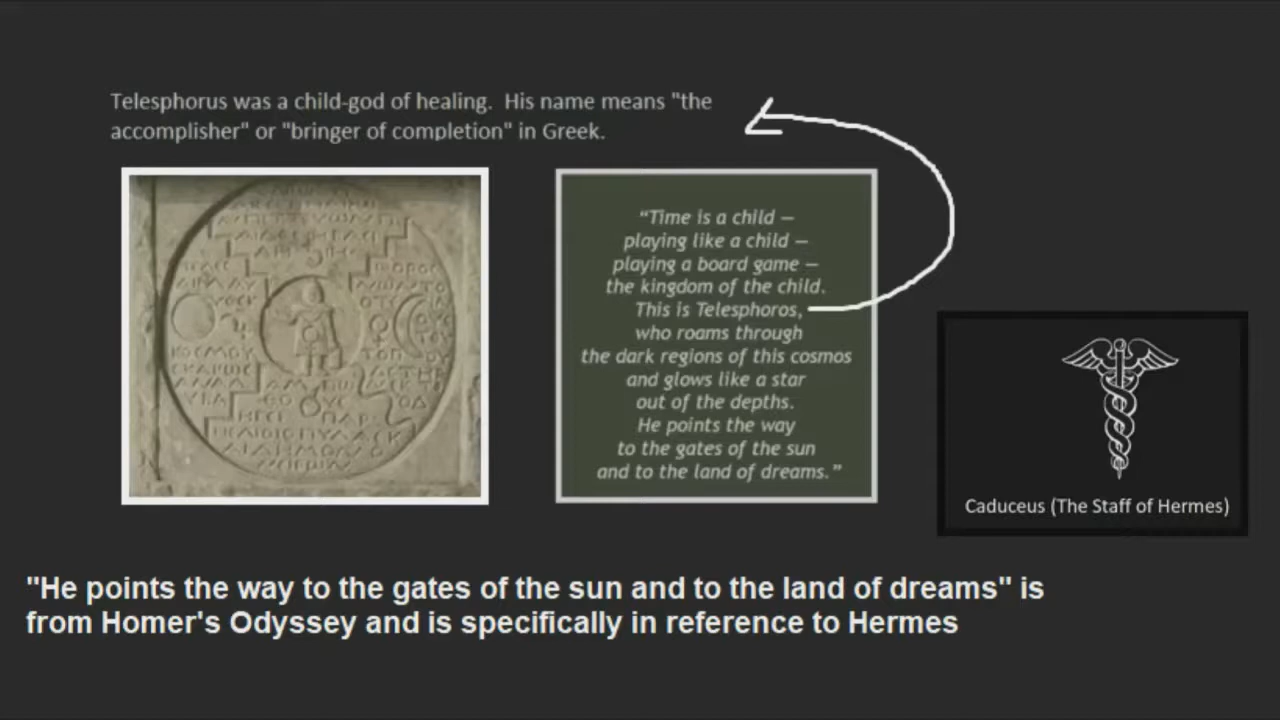 Telesphorus was a child-god of healing. His name means "the
accomplisher" or "bringer of completion" in Greek.
“Time is a child —
playing like a child —
playing a board game —
the kingdom of the child.
This is Telesphoros,
who roams through
the dark regions of this cosmos
and glows like a star
out of the depths.
He points the way
to the gates of the sun
and to the land of dreams.”
Caduceus (The Staff of Hermes)
"He points the way to the gates of the sun and to the land of dreams" is
from Homer's Odyssey and is specifically in reference to Hermes